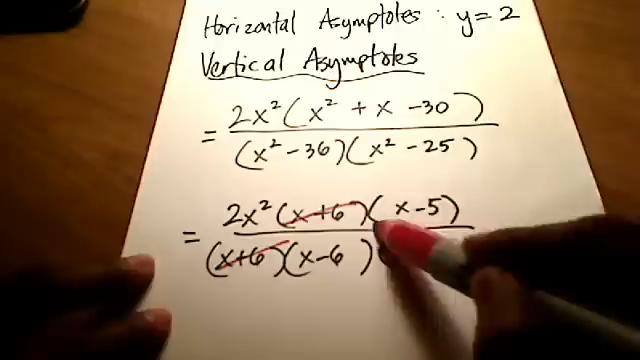 Horizontal Asymptotes : y = 2
Vertical Asymptotes
= 2x²(x² + x - 30)
(x² - 36)(x² - 25)
= 2x²(x+6)(x-5)
(x+6)(x-6)